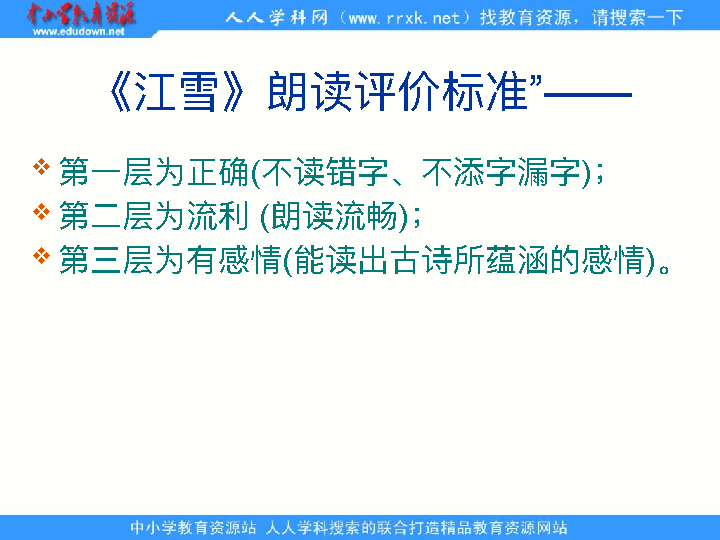 中小学教育资源
www.edudown.net
人人学科网（www.rrxk.net）找教育资源，请搜索一下
《江雪》朗读评价标准”——
第一层为正确(不读错字、不添字漏字);
第二层为流利 (朗读流畅);
第三层为有感情(能读出古诗所蕴涵的感情)。
中小学教育资源站 人人学科搜索的联合打造精品教育资源网站